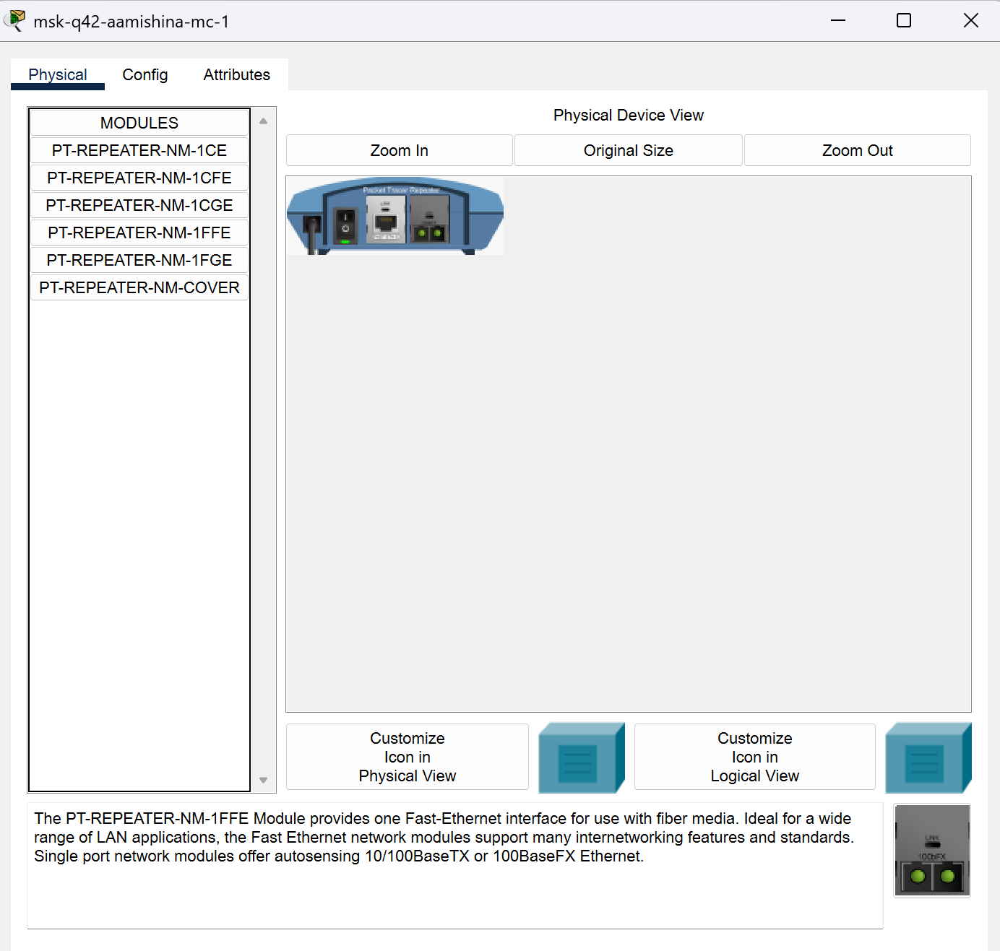 msk-q42-aamishina-mc-1
Physical
Config
Attributes
MODULES
PT-REPEATER-NM-1CE
PT-REPEATER-NM-1CFE
PT-REPEATER-NM-1CGE
PT-REPEATER-NM-1FFE
PT-REPEATER-NM-1FGE
PT-REPEATER-NM-COVER
Physical Device View
Zoom In
Original Size
Zoom Out
Packet Tracer Repeater
LINK
Customize
Icon in
Physical View
Customize
Icon in
Logical View
The PT-REPEATER-NM-1FFE Module provides one Fast-Ethernet interface for use with fiber media. Ideal for a wide
range of LAN applications, the Fast Ethernet network modules support many internetworking features and standards.
Single port network modules offer autosensing 10/100BaseTX or 100BaseFX Ethernet.
LINK
100bFX